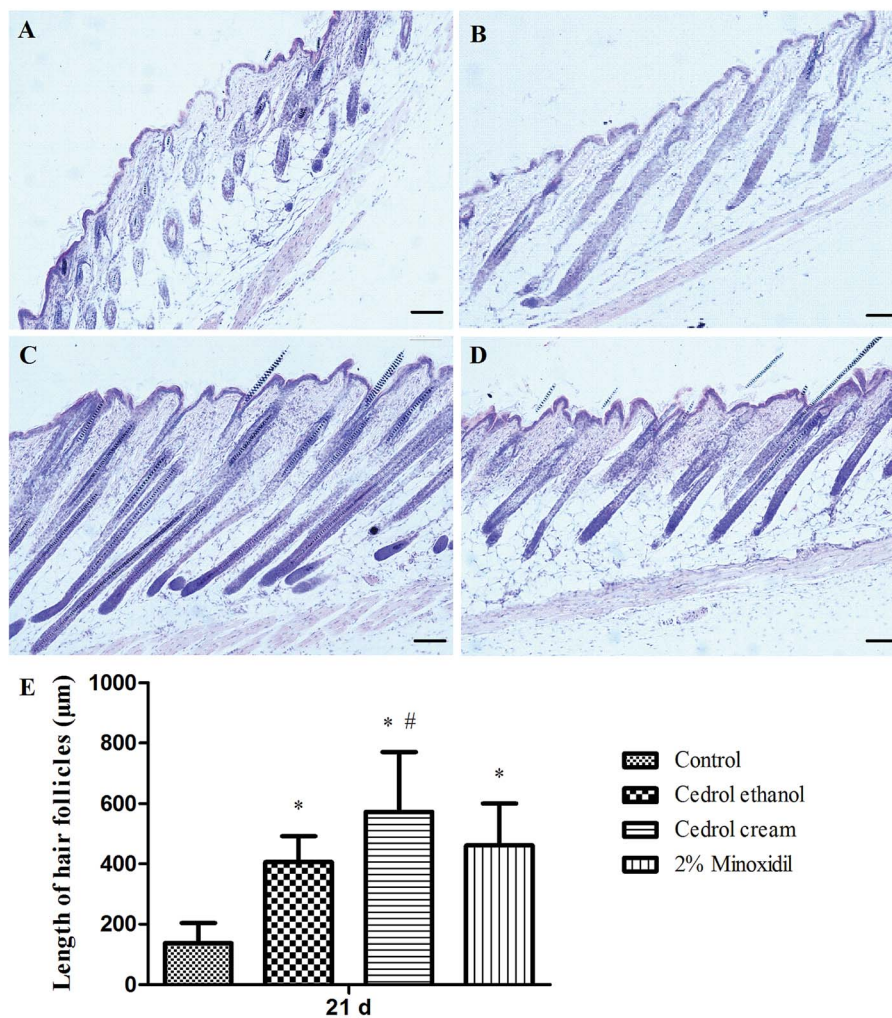 A
B
C
D
E
Length of hair follicles (µm)
1000
800
600
400
200
0
*
* #
*
21 d
Control
Cedrol ethanol
Cedrol cream
2% Minoxidil